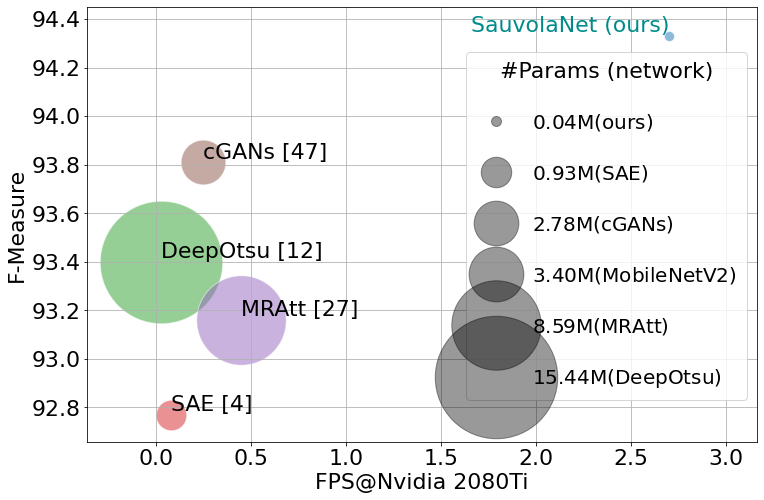 94.4
94.2
94.0
93.8
93.6
93.4
93.2
93.0
92.8
F-Measure
SauvolaNet (ours)
cGANs [47]
DeepOtsu [12]
MRAtt [27]
SAE [4]
#Params (network)
0.04M(ours)
0.93M(SAE)
2.78M(cGANs)
3.40M(MobileNetV2)
8.59M(MRAtt)
15.44M(DeepOtsu)
0.0 0.5 1.0 1.5 2.0 2.5 3.0
FPS@Nvidia 2080Ti